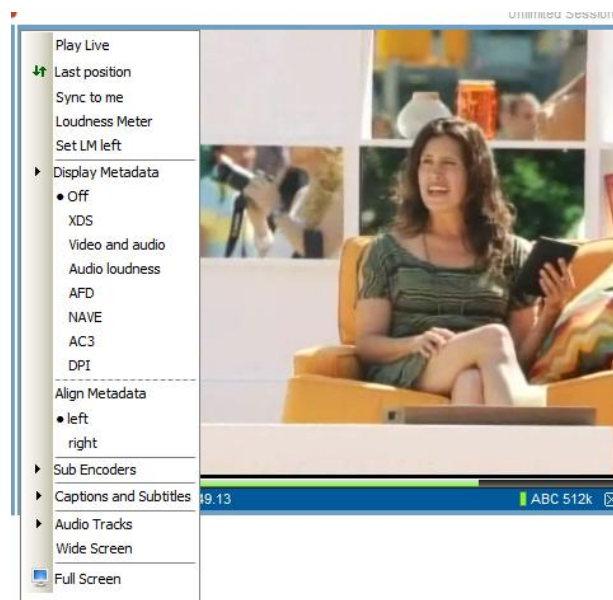 Unlimited Session
Play Live
Last position
Sync to me
Loudness Meter
Set LM left
Display Metadata
Off
XDS
Video and audio
Audio loudness
AFD
NAVE
AC3
DPI
Align Metadata
left
right
Sub Encoders
Captions and Subtitles
49.13
ABC 512k
Audio Tracks
Wide Screen
Full Screen